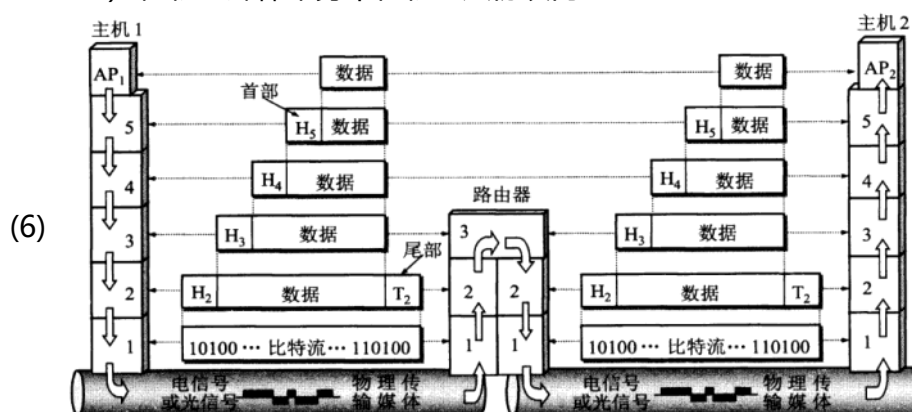 主机 1
主机 2
AP₁
数据
数据
AP₂
首部
5
H₅ 数据
H₅ 数据
5
4
H₄ 数据
H₄ 数据
4
路由器
(6)
3
H₃ 数据
3
H₃ 数据
3
尾部
2
H₂ 数据 T₂
2 2
H₂ 数据 T₂
2
1
10100… 比特流…110100
1 1
10100… 比特流…110100
1
电信号 物理传
或光信号 输媒体
电信号 物理传
或光信号 输媒体